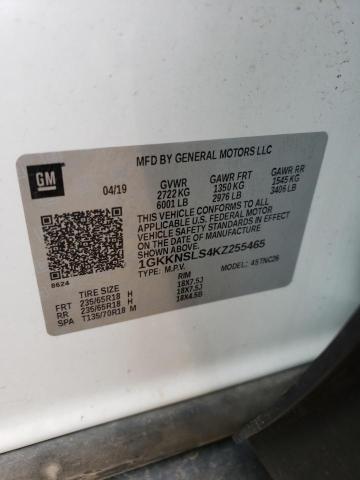 MFD BY GENERAL MOTORS LLC
GM
04/19
GVWR GAWR FRT GAWR RR
2722 KG 1350 KG 1545 KG
6001 LB 2976 LB 3406 LB
THIS VEHICLE CONFORMS TO ALL
APPLICABLE U.S. FEDERAL MOTOR
VEHICLE SAFETY STANDARDS IN EFFECT
ON THE DATE OF MANUFACTURE
SHOWN ABOVE.
1GKKNSLS4KZ255465
TYPE: M.P.V. MODEL: 4STNC26
8624
TIRE SIZE RIM
FRT 235/65R18 H 18X7.5J
RR 235/65R18 H 18X7.5J
SPA T135/70R18 M 18X4.5B